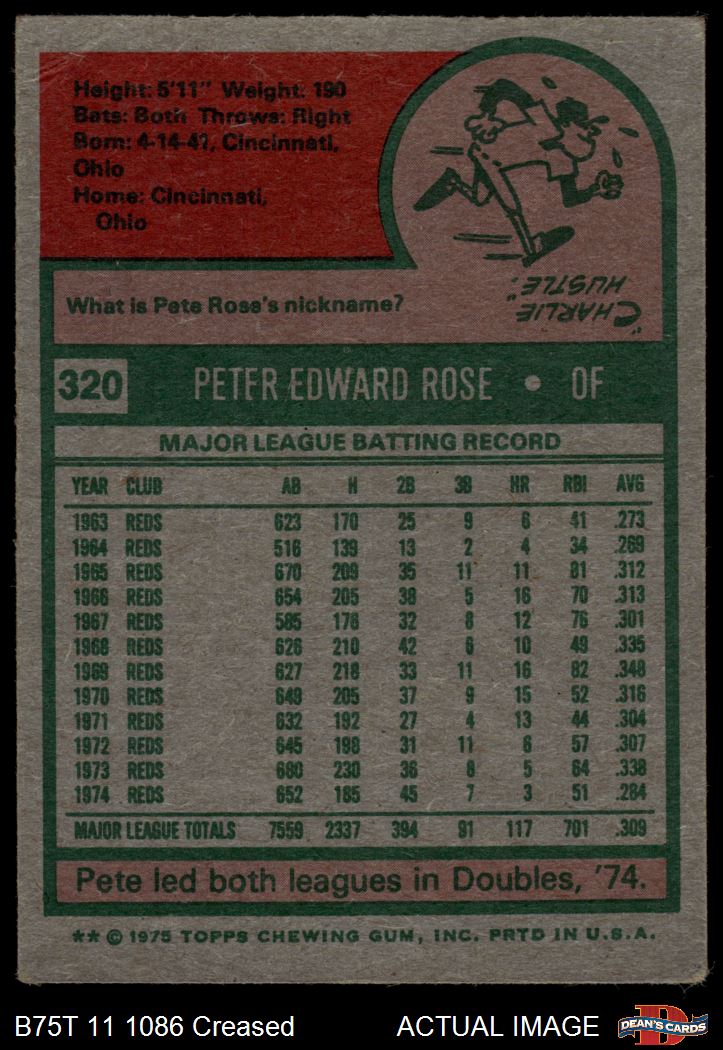 Height: 5'11" Weight: 190
Bats: Both Throws: Right
Born: 4-14-41, Cincinnati,
Ohio
Home: Cincinnati,
Ohio
What is Pete Rose's nickname?
"CHARLIE
HUSTLE."
320 PETER EDWARD ROSE • OF
MAJOR LEAGUE BATTING RECORD
YEAR CLUB AB H 2B 3B HR RBI AVG
1963 REDS 623 170 25 9 6 41 .273
1964 REDS 516 139 13 2 4 34 .269
1965 REDS 670 209 35 11 11 81 .312
1966 REDS 654 205 38 5 16 70 .313
1967 REDS 585 176 32 8 12 76 .301
1968 REDS 626 210 42 6 10 49 .335
1969 REDS 627 218 33 11 16 82 .348
1970 REDS 649 205 37 9 15 52 .316
1971 REDS 632 192 27 4 13 44 .304
1972 REDS 645 198 31 11 6 57 .307
1973 REDS 680 230 36 8 5 64 .338
1974 REDS 652 185 45 7 3 51 .284
MAJOR LEAGUE TOTALS 7559 2337 394 91 117 701 .309
Pete led both leagues in Doubles, '74.
** © 1975 TOPPS CHEWING GUM, INC. PRTD IN U.S.A.
B75T 11 1086 Creased ACTUAL IMAGE
DEAN'S CARDS